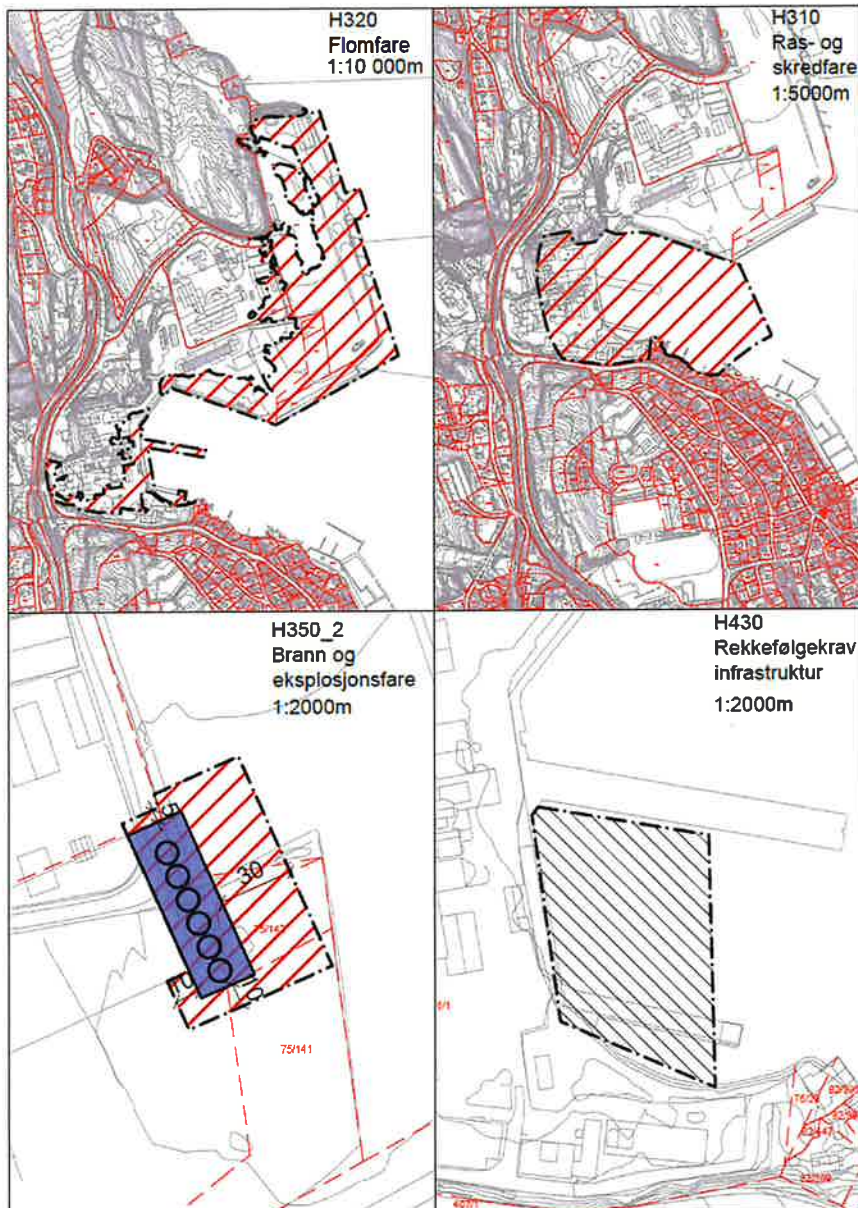 H320
Flomfare
1:10 000m
H310
Ras- og
skredfare
1:5000m
H350_2
Brann og
eksplosjonsfare
1:2000m
30
75/141
H430
Rekkefølgekrav
infrastruktur
1:2000m